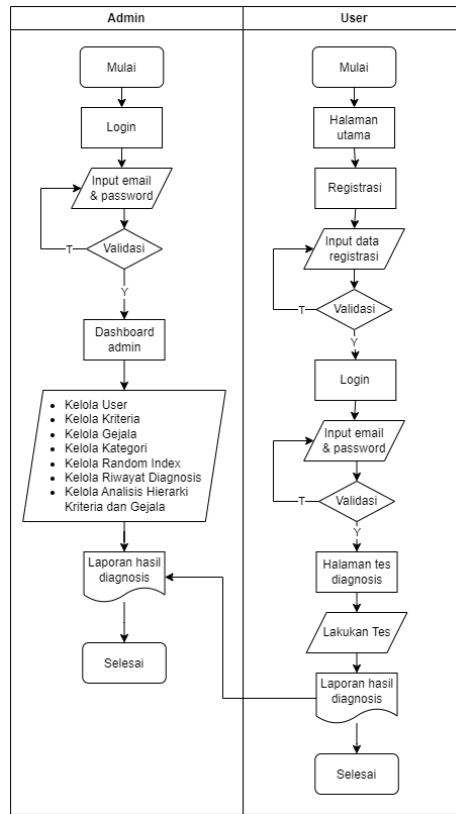 Admin
Mulai
Login
Input email
& password
Validasi
T
Y
Dashboard
admin
• Kelola User
• Kelola Kriteria
• Kelola Gejala
• Kelola Kategori
• Kelola Random Index
• Kelola Riwayat Diagnosis
• Kelola Analisis Hierarki
Kriteria dan Gejala
Laporan hasil
diagnosis
Selesai
User
Mulai
Halaman
utama
Registrasi
Input data
registrasi
Validasi
T
Y
Login
Input email
& password
Validasi
T
Y
Halaman tes
diagnosis
Lakukan Tes
Laporan hasil
diagnosis
Selesai